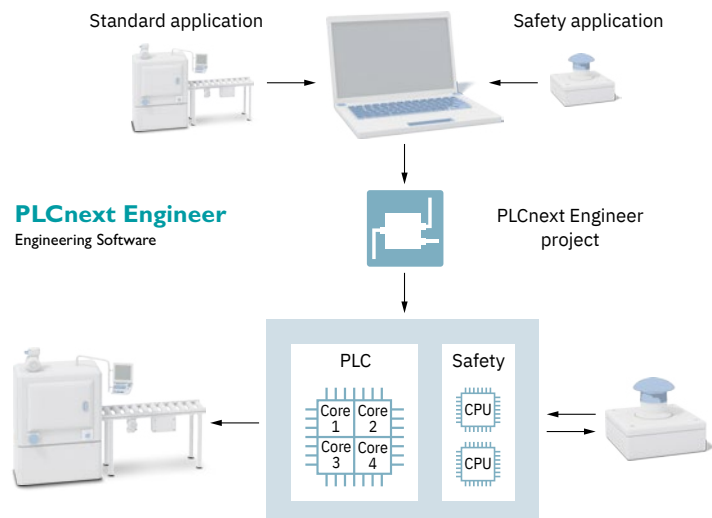 Standard application
Safety application
PLCnext Engineer
Engineering Software
PLCnext Engineer
project
PLC
Safety
Core
1
Core
2
Core
3
Core
4
CPU
CPU